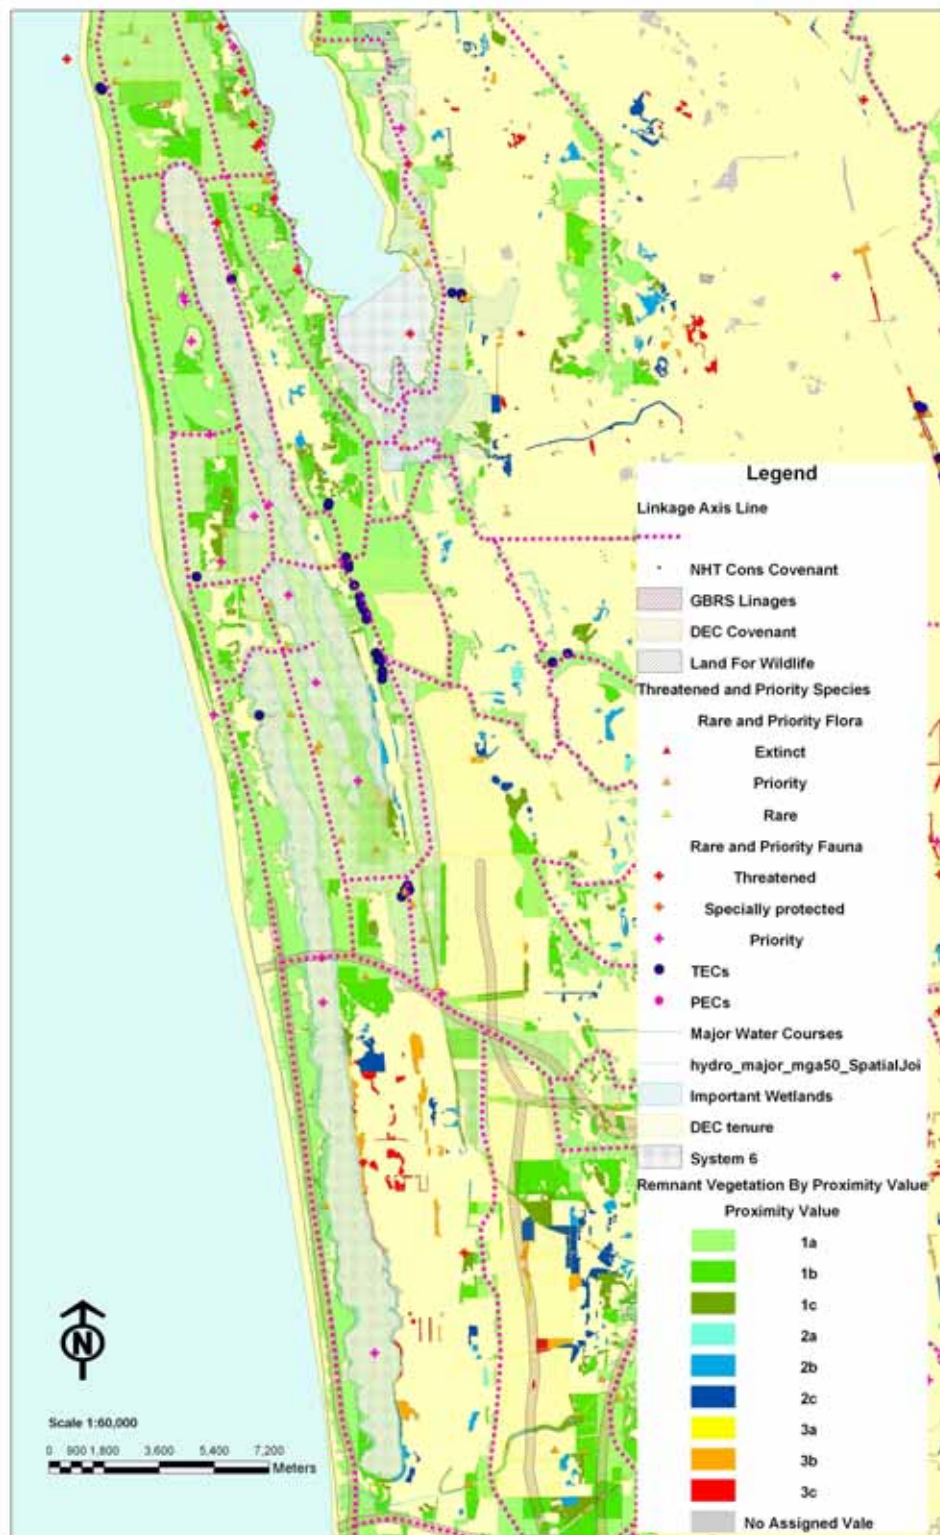 Legend
Linkage Axis Line
NHT Cons Covenant
GBRS Linages
DEC Covenant
Land For Wildlife
Threatened and Priority Species
Rare and Priority Flora
Extinct
Priority
Rare
Rare and Priority Fauna
Threatened
Specially protected
Priority
TECs
PECs
Major Water Courses
hydro_major_mga50_SpatialJoi
Important Wetlands
DEC tenure
System 6
Remnant Vegetation By Proximity Value
Proximity Value
1a
1b
1c
2a
2b
2c
3a
3b
3c
No Assigned Vale
N
Scale 1:60,000
0 900 1,800 3,600 5,400 7,200
Meters